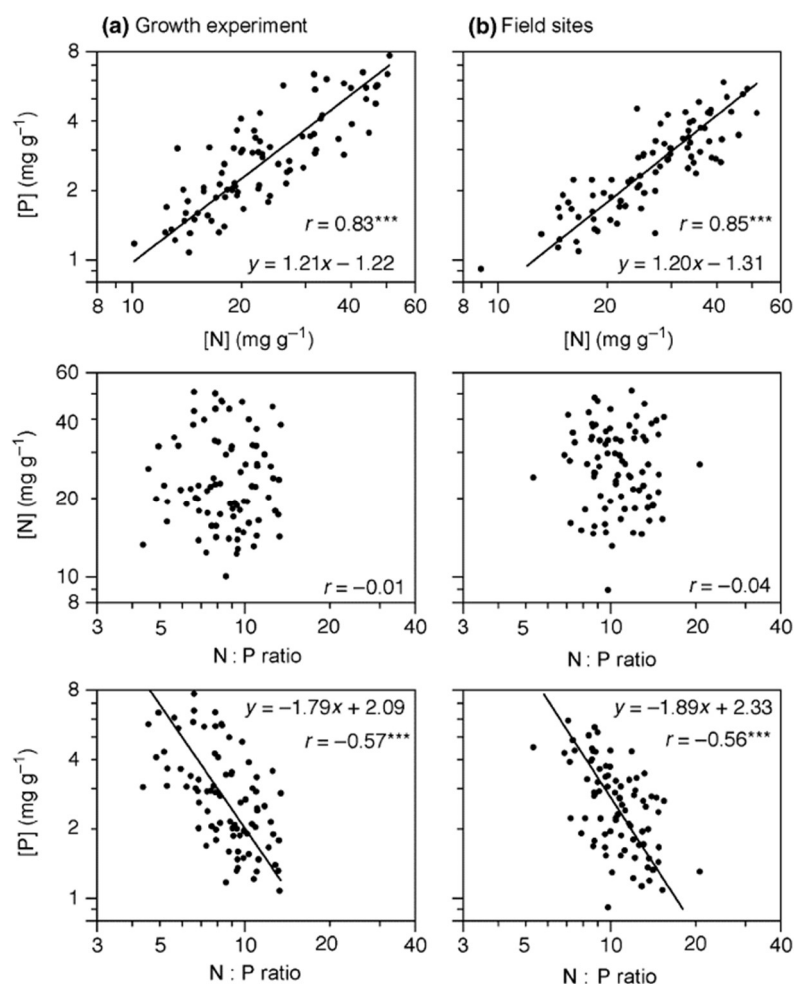 (a) Growth experiment
(b) Field sites
8
4
2
1
[P] (mg g⁻¹)
r = 0.83***
y = 1.21x − 1.22
8 10 20 40 60
[N] (mg g⁻¹)
r = 0.85***
y = 1.20x − 1.31
8 10 20 40 60
[N] (mg g⁻¹)
60
40
20
10
8
[N] (mg g⁻¹)
r = −0.01
3 5 10 20 40
N : P ratio
r = −0.04
3 5 10 20 40
N : P ratio
8
4
2
1
[P] (mg g⁻¹)
y = −1.79x + 2.09
r = −0.57***
3 5 10 20 40
N : P ratio
y = −1.89x + 2.33
r = −0.56***
3 5 10 20 40
N : P ratio